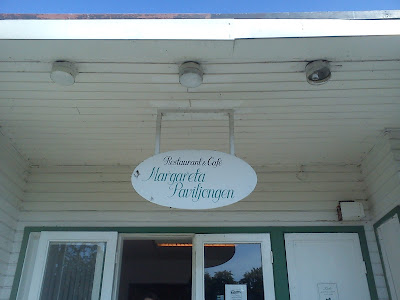 Restaurant & Café
Margareta
Paviljongen